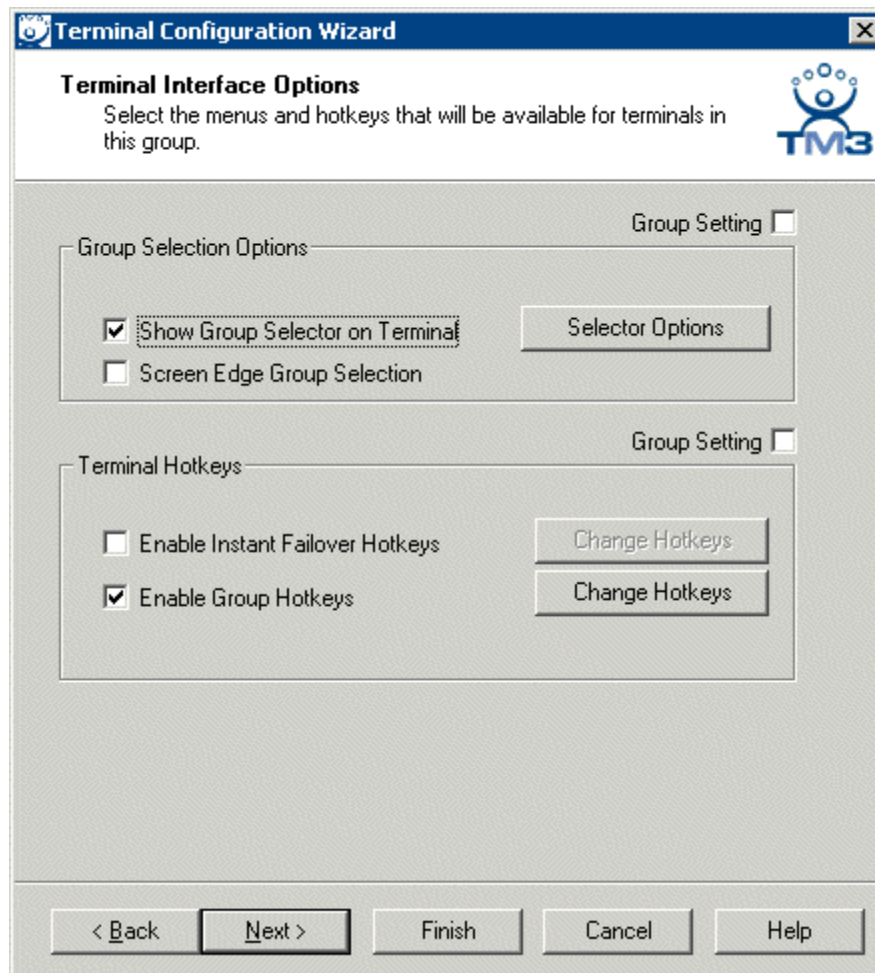 Terminal Configuration Wizard
Terminal Interface Options
Select the menus and hotkeys that will be available for terminals in
this group.
TM3
Group Setting
Group Selection Options
Show Group Selector on Terminal
Selector Options
Screen Edge Group Selection
Group Setting
Terminal Hotkeys
Enable Instant Failover Hotkeys
Change Hotkeys
Enable Group Hotkeys
Change Hotkeys
< Back
Next >
Finish
Cancel
Help